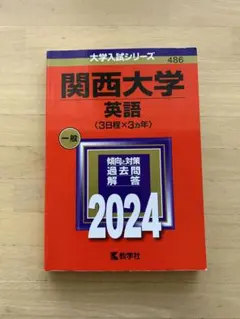 大学入試シリーズ
486
関西大学
英語
〈3日程×3カ年〉
一般
傾向と対策
過去問
解答
2024
教学社